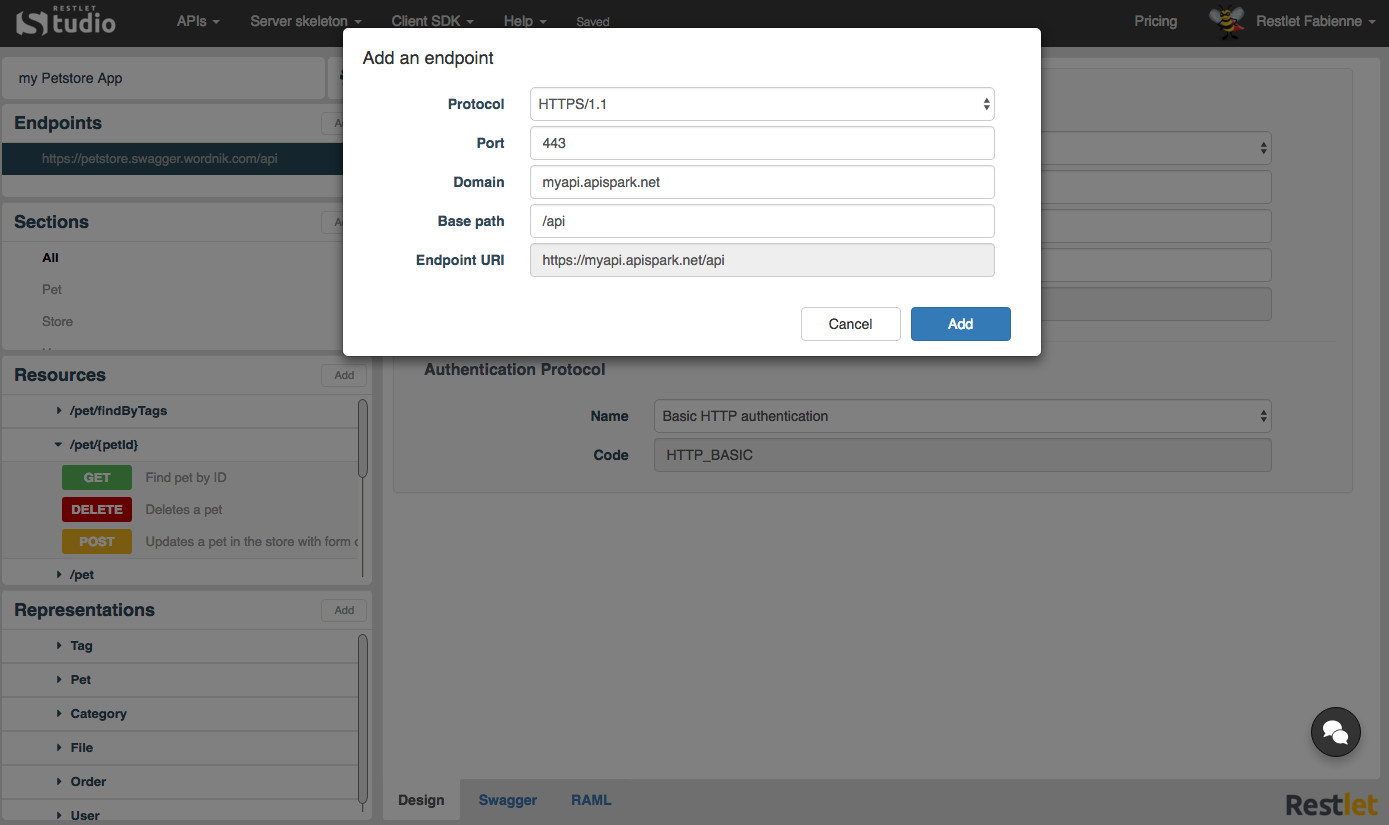 RESTLET
Studio
APIs
Server skeleton
Client SDK
Help
Saved
Pricing
Restlet Fabienne
my Petstore App
Endpoints
https://petstore.swagger.wordnik.com/api
Sections
All
Pet
Store
Resources
Add
/pet/findByTags
/pet/{petId}
GET Find pet by ID
DELETE Deletes a pet
POST Updates a pet in the store with form
/pet
Representations
Add
Tag
Pet
Category
File
Order
User
Add an endpoint
Protocol HTTPS/1.1
Port 443
Domain myapi.apispark.net
Base path /api
Endpoint URI https://myapi.apispark.net/api
Cancel
Add
Authentication Protocol
Name Basic HTTP authentication
Code HTTP_BASIC
Design
Swagger
RAML
Restlet